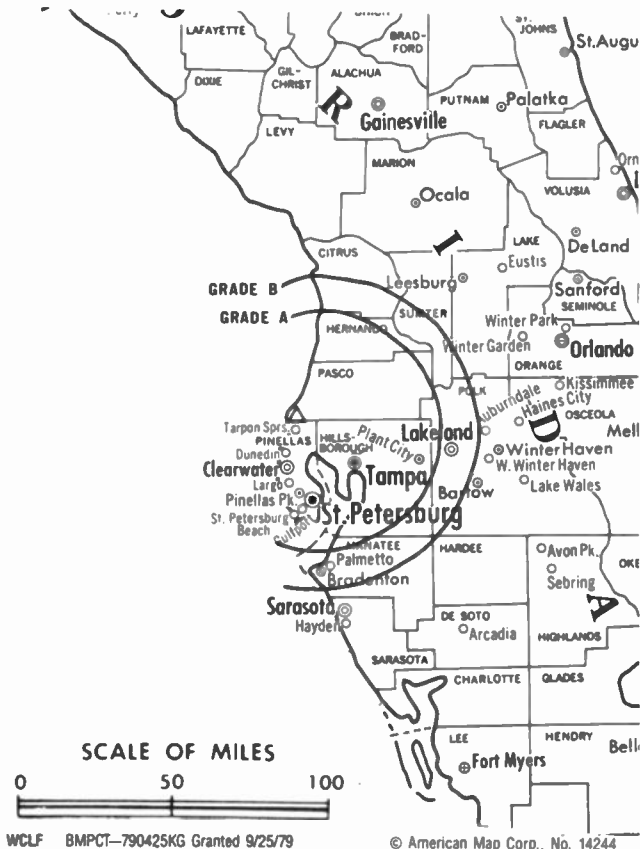 LAFAYETTE
BRAD-
FORD
ST.
JOHNS
St.Augu
GIL-
CHRIST
ALACHUA
DIXIE
R
Gainesville
PUTNAM
Palatka
FLAGLER
LEVY
MARION
Orn
Ocala
VOLUSIA
I
LAKE
DeLand
CITRUS
Eustis
Leesburg
Sanford
SEMINOLE
GRADE B
GRADE A
SUMTER
HERNANDO
Winter Park
Winter Garden
Orlando
ORANGE
PASCO
POLK
Kissimmee
Auburndale
Haines City
OSCEOLA
D
Mell
Tarpon Sprs.
PINELLAS
HILLS-
BOROUGH
Plant City
Lakeland
Dunedin
Clearwater
Tampa
Winter Haven
W. Winter Haven
Largo
Bartow
Lake Wales
Pinellas Pk.
St. Petersburg
St. Petersburg
Beach
Gulfport
MANATEE
HARDEE
Avon Pk.
OKE
Palmetto
Bradenton
Sebring
A
Sarasota
Hayden
DE SOTO
Arcadia
HIGHLANDS
SARASOTA
CHARLOTTE
GLADES
LEE
HENDRY
Bell
Fort Myers
SCALE OF MILES
0 50 100
WCLF BMPCT—790425KG Granted 9/25/79
© American Map Corp., No. 14244